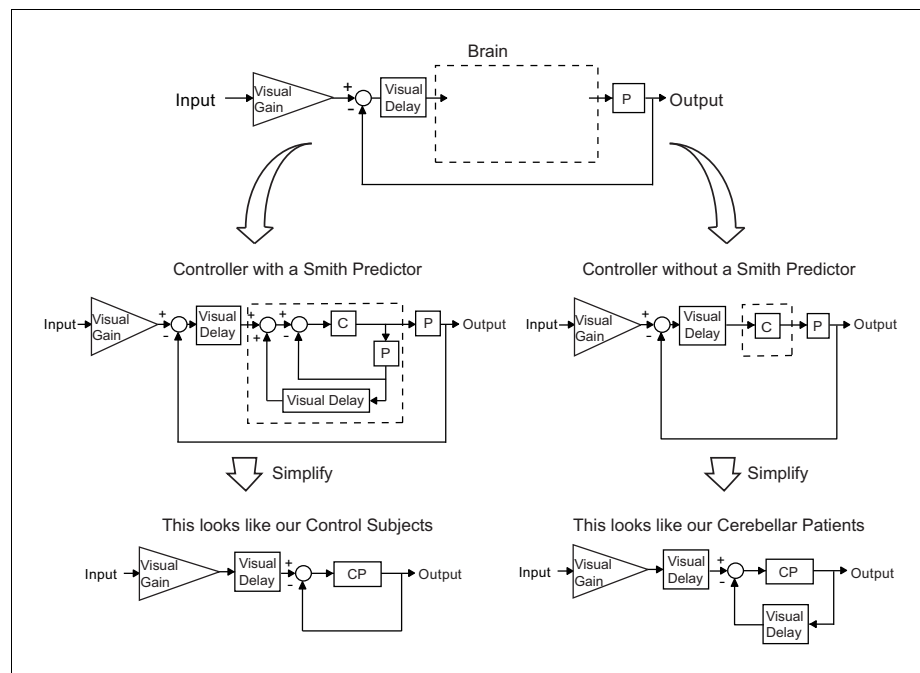 Brain
Input
Visual
Gain
+
-
Visual
Delay
P
Output
Controller with a Smith Predictor
Input
Visual
Gain
+
-
Visual
Delay
+
+
+
-
C
P
P
Visual Delay
Output
Controller without a Smith Predictor
Input
Visual
Gain
+
-
Visual
Delay
C
P
Output
Simplify
Simplify
This looks like our Control Subjects
Input
Visual
Gain
Visual
Delay
+
-
CP
Output
This looks like our Cerebellar Patients
Input
Visual
Gain
Visual
Delay
+
-
CP
Output
Visual
Delay